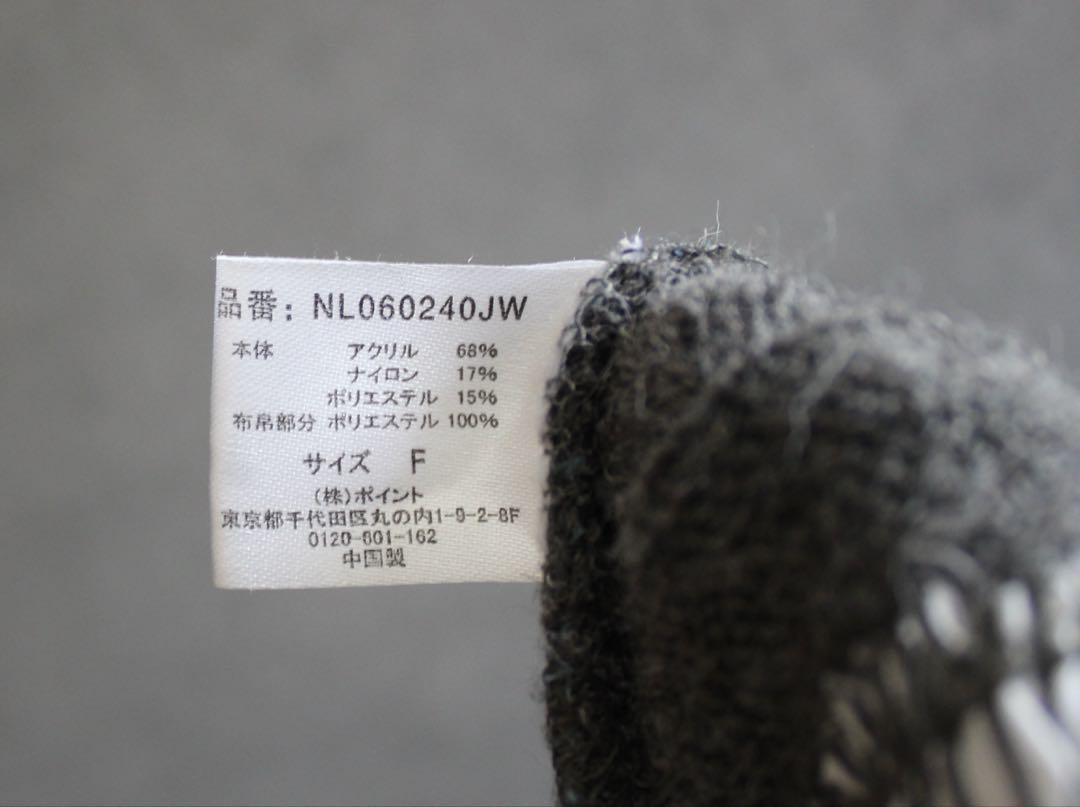 品番: NL060240JW
本体 アクリル 68%
ナイロン 17%
ポリエステル 15%
布帛部分 ポリエステル 100%
サイズ F
(株)ポイント
東京都千代田区丸の内1-9-2-8F
0120-601-162
中国製